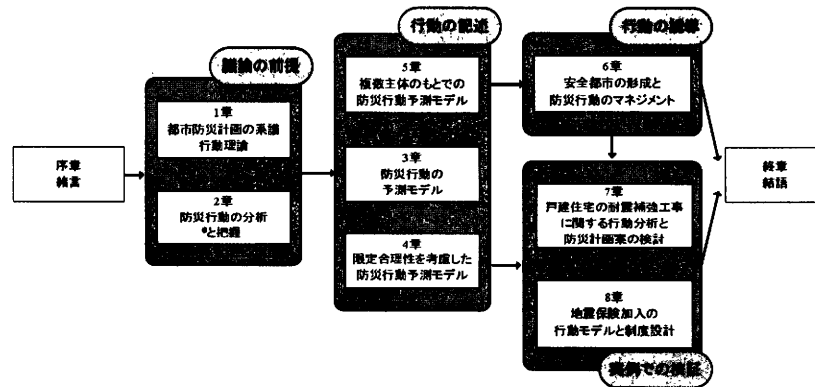 序章
緒言
議論の前提
1章
都市防災計画の系譜
行動理論
2章
防災行動の分析
と把握
行動の記述
5章
複数主体のもとでの
防災行動予測モデル
3章
防災行動の
予測モデル
4章
限定合理性を考慮した
防災行動予測モデル
行動の誘導
6章
安全都市の形成と
防災行動のマネジメント
7章
戸建住宅の耐震補強工事
に関する行動分析と
防災計画案の検討
8章
地震保険加入の
行動モデルと制度設計
実例での検証
終章
結語